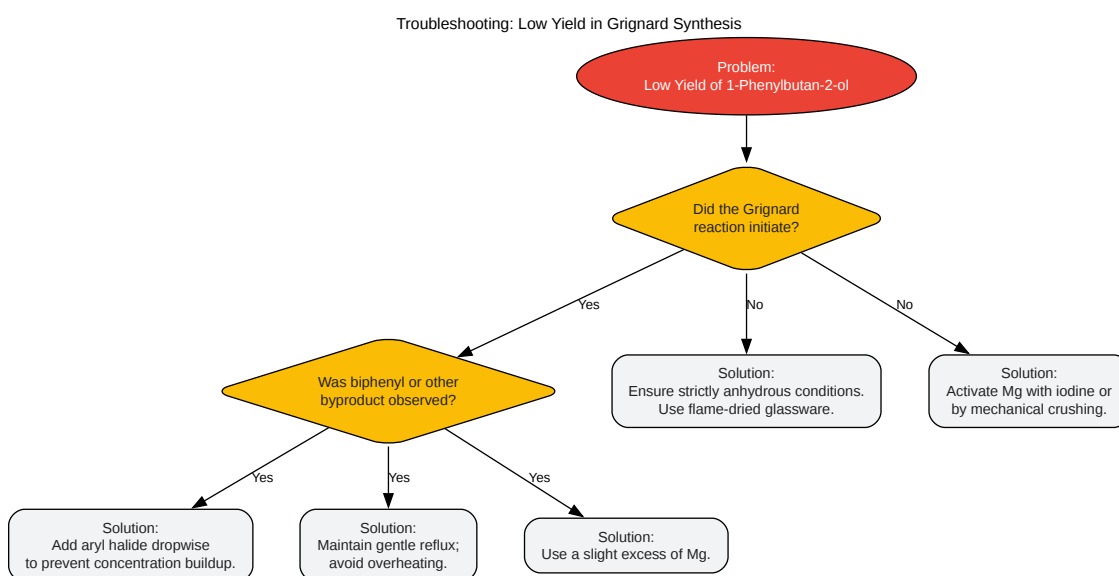 Troubleshooting: Low Yield in Grignard Synthesis
Problem:
Low Yield of 1-Phenylbutan-2-ol
Did the Grignard
reaction initiate?
Yes
No
No
Was biphenyl or other
byproduct observed?
Solution:
Ensure strictly anhydrous conditions.
Use flame-dried glassware.
Solution:
Activate Mg with iodine or
by mechanical crushing.
Yes
Yes
Yes
Solution:
Add aryl halide dropwise
to prevent concentration buildup.
Solution:
Maintain gentle reflux;
avoid overheating.
Solution:
Use a slight excess of Mg.